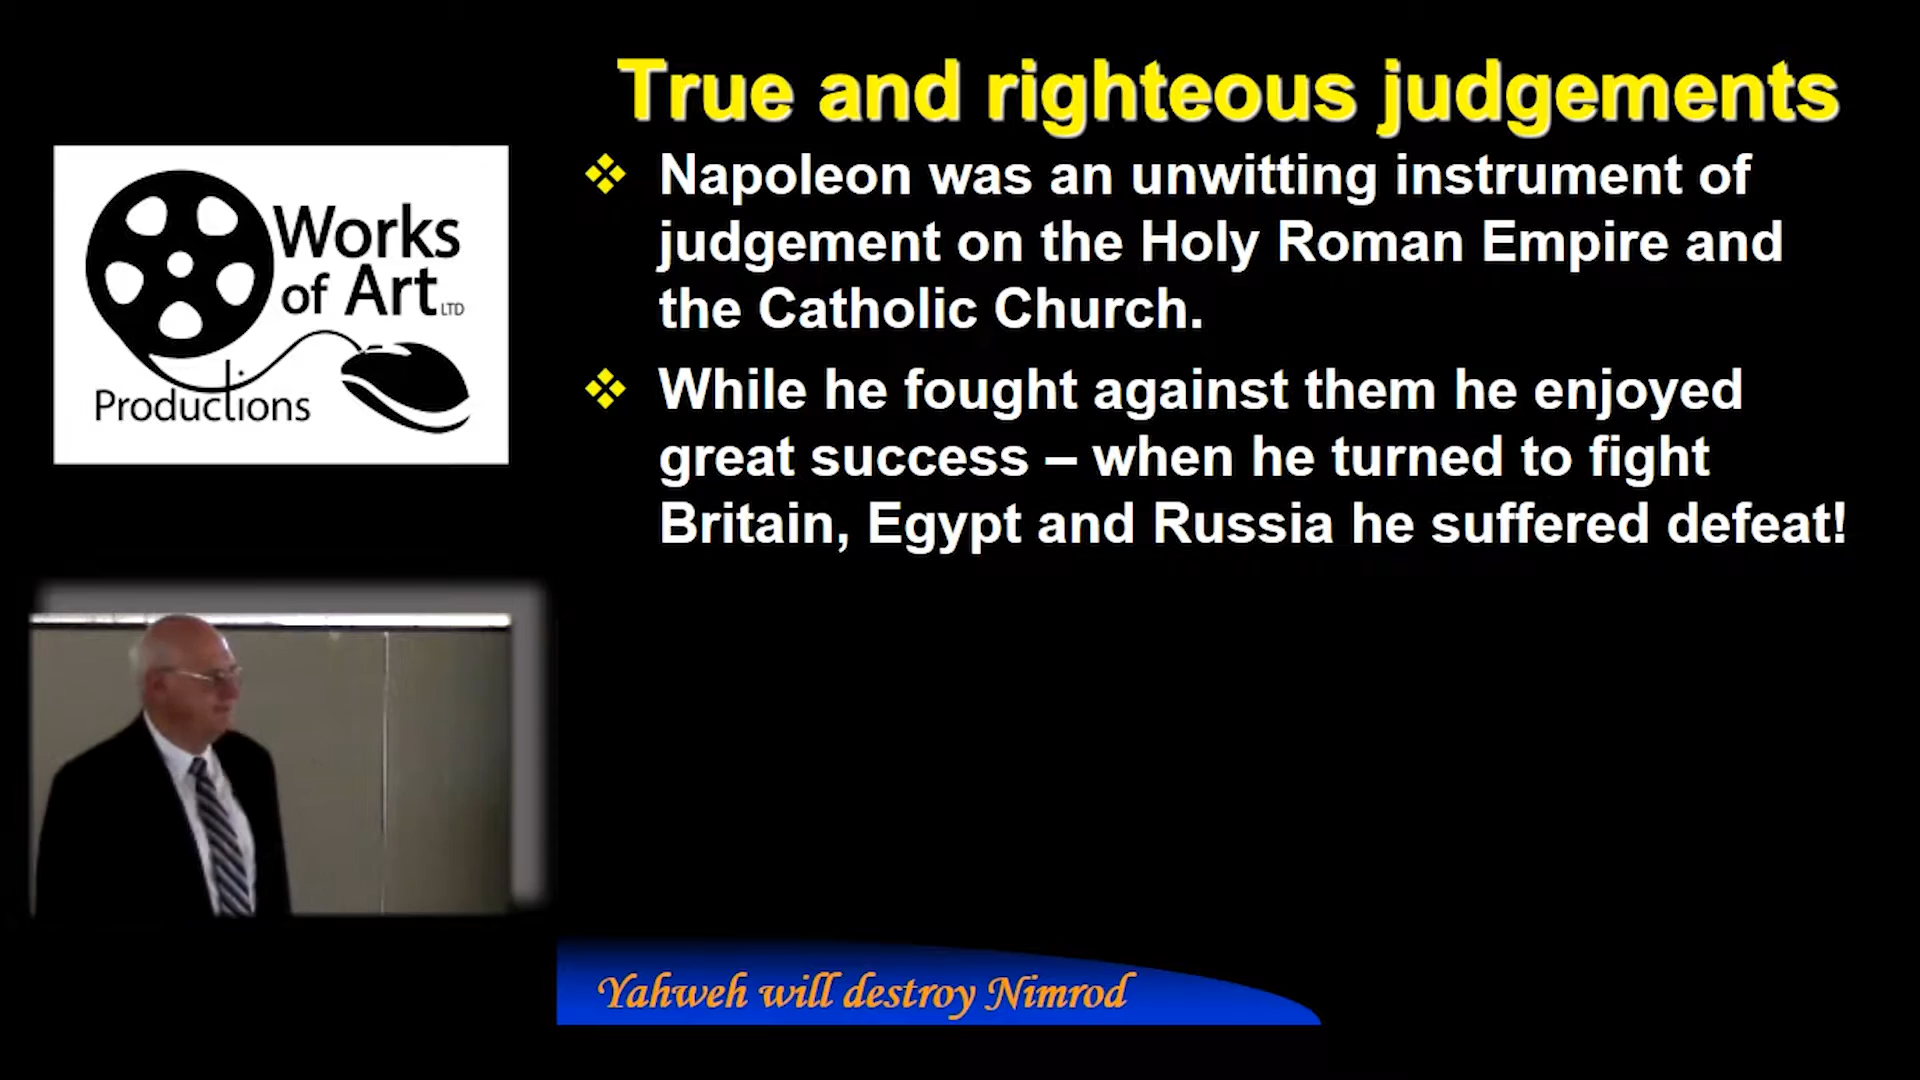 True and righteous judgements
Works
of Art LTD
Productions
Napoleon was an unwitting instrument of
judgement on the Holy Roman Empire and
the Catholic Church.
While he fought against them he enjoyed
great success – when he turned to fight
Britain, Egypt and Russia he suffered defeat!
Yahweh will destroy Nimrod